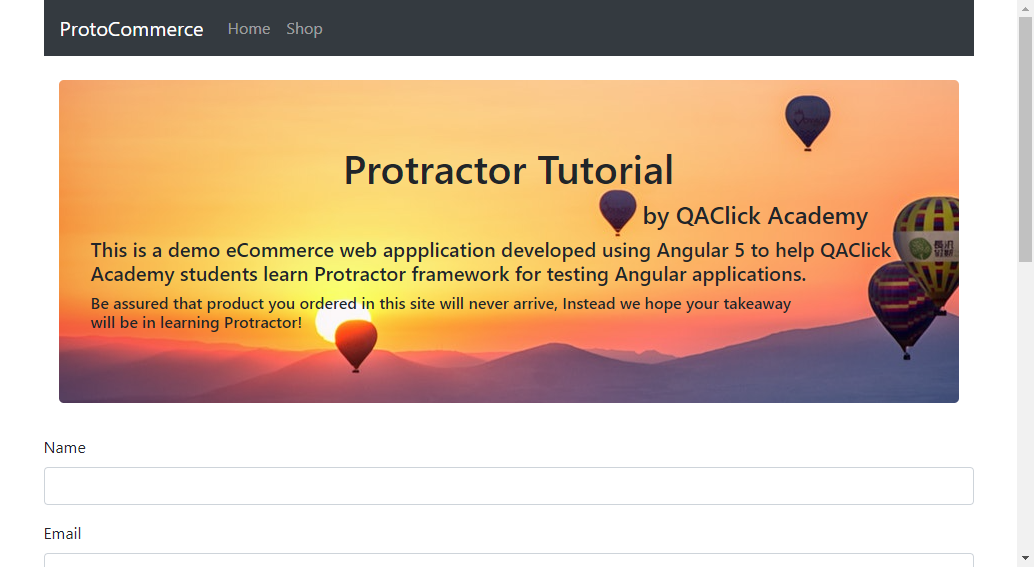 ProtoCommerce Home Shop
Protractor Tutorial
by QAClick Academy
This is a demo eCommerce web appplication developed using Angular 5 to help QAClick
Academy students learn Protractor framework for testing Angular applications.
Be assured that product you ordered in this site will never arrive, Instead we hope your takeaway
will be in learning Protractor!
Name
Email